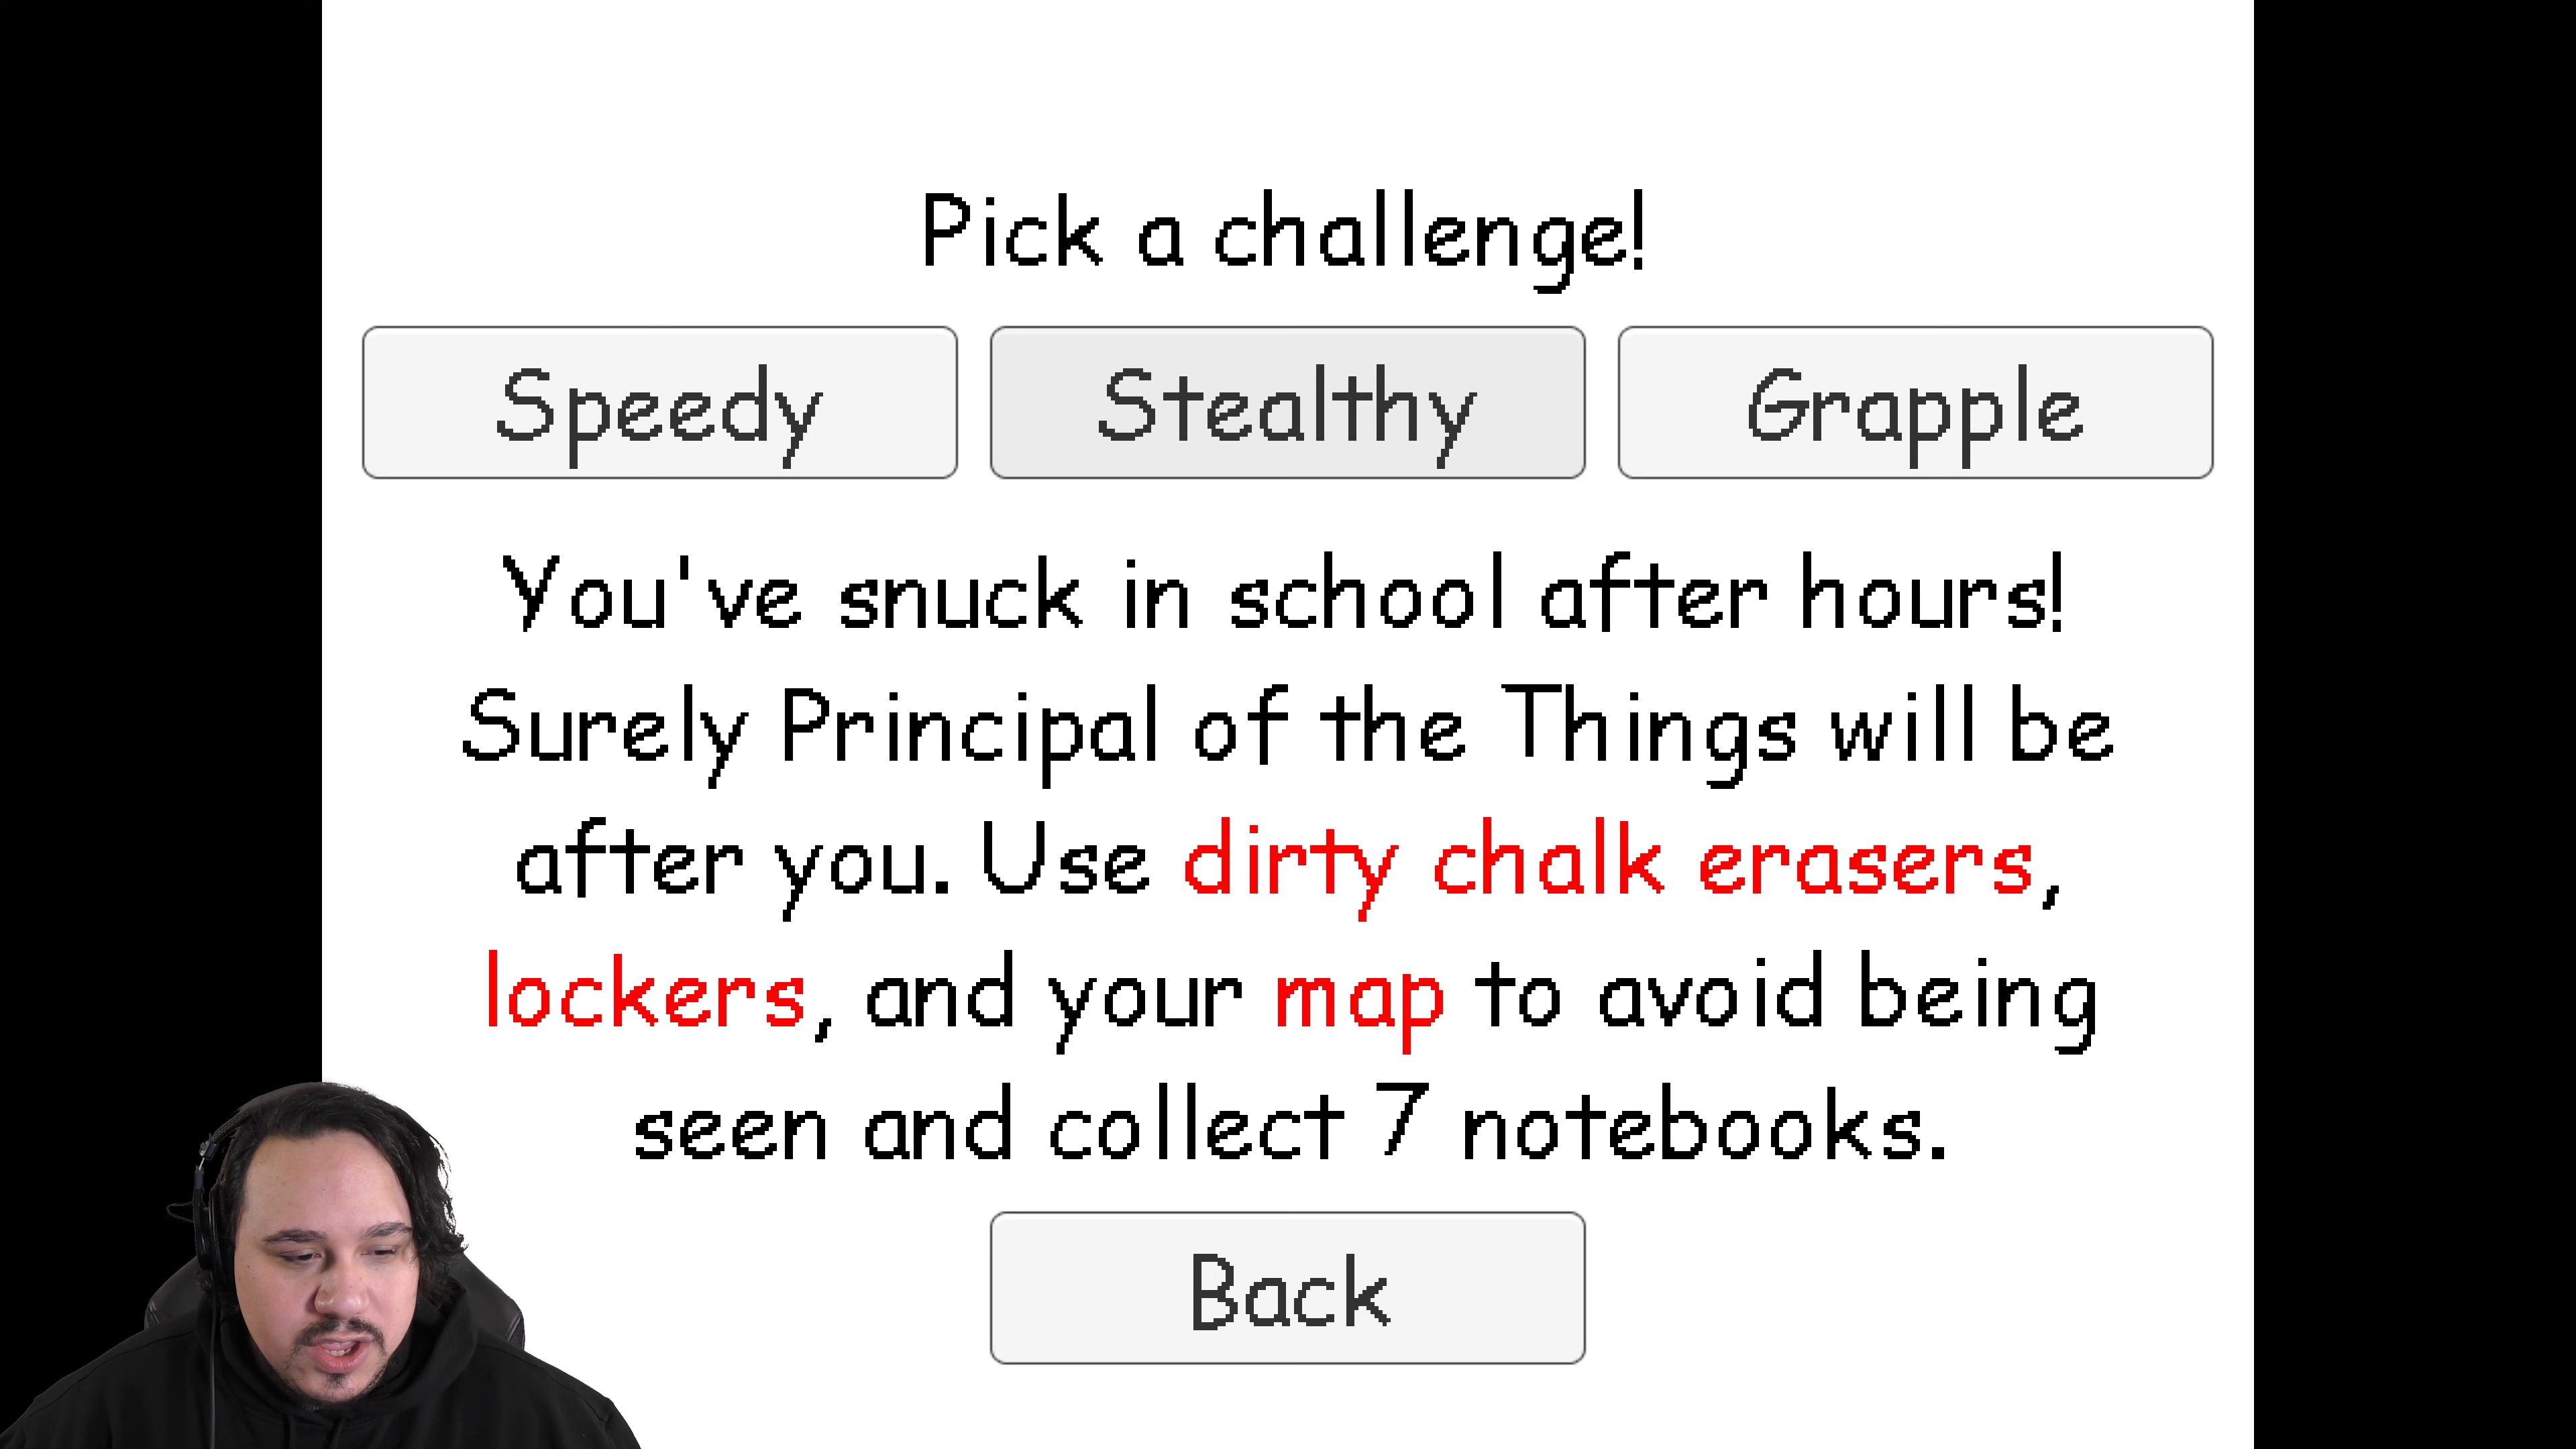 Pick a challenge!
Speedy
Stealthy
Grapple
You've snuck in school after hours!
Surely Principal of the Things will be
after you. Use dirty chalk erasers,
lockers, and your map to avoid being
seen and collect 7 notebooks.
Back